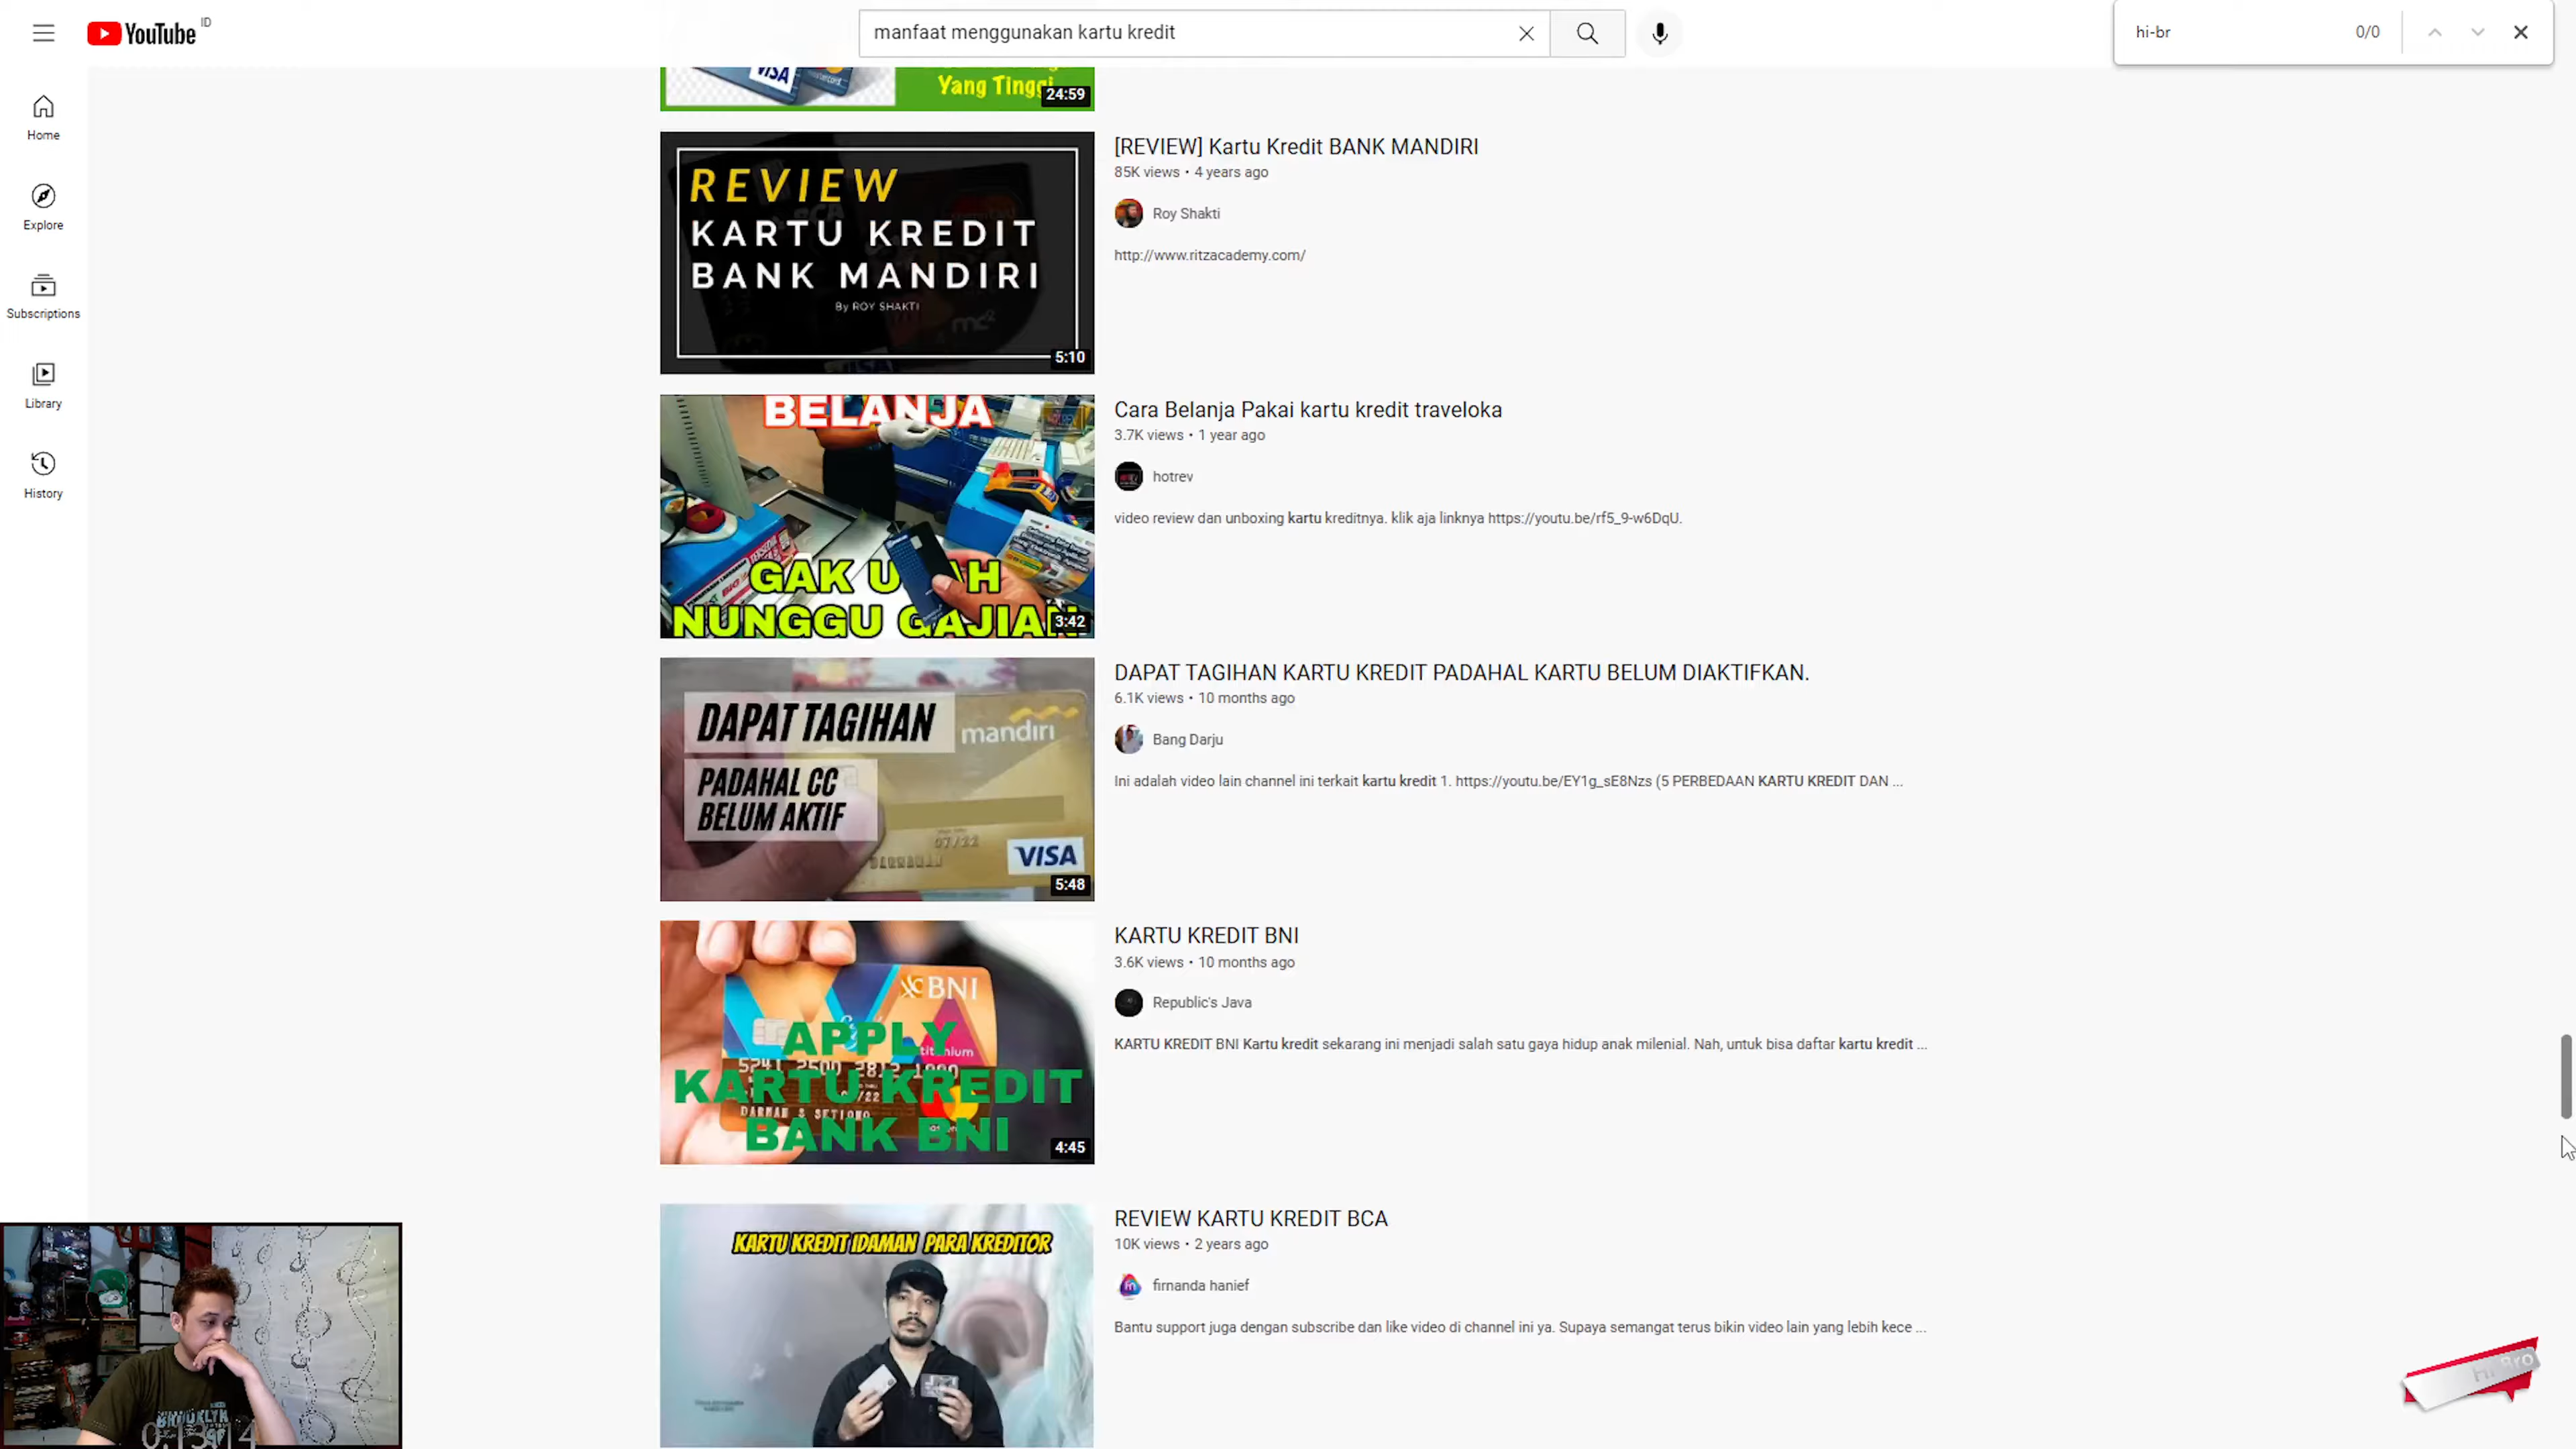 YouTube ID
manfaat menggunakan kartu kredit
hi-br
0/0
Home
Explore
Subscriptions
Library
History
VISA
Yang Tinggi
24:59
REVIEW
KARTU KREDIT
BANK MANDIRI
By ROY SHAKTI
5:10
[REVIEW] Kartu Kredit BANK MANDIRI
85K views • 4 years ago
Roy Shakti
http://www.ritzacademy.com/
BELANJA
GAK U AH
NUNGGU GAJIAN
3:42
Cara Belanja Pakai kartu kredit traveloka
3.7K views • 1 year ago
hotrev
video review dan unboxing kartu kreditnya. klik aja linknya https://youtu.be/rf5_9-w6DqU.
DAPAT TAGIHAN
mandiri
PADAHAL CC
BELUM AKTIF
07/22
VISA
5:48
DAPAT TAGIHAN KARTU KREDIT PADAHAL KARTU BELUM DIAKTIFKAN.
6.1K views • 10 months ago
Bang Darju
Ini adalah video lain channel ini terkait kartu kredit 1. https://youtu.be/EY1g_sE8Nzs (5 PERBEDAAN KARTU KREDIT DAN ...
BNI
APPLY
KARTU KREDIT
BANK BNI
4:45
KARTU KREDIT BNI
3.6K views • 10 months ago
Republic's Java
KARTU KREDIT BNI Kartu kredit sekarang ini menjadi salah satu gaya hidup anak milenial. Nah, untuk bisa daftar kartu kredit ...
KARTU KREDIT IDAMAN PARA KREDITOR
REVIEW KARTU KREDIT BCA
10K views • 2 years ago
firnanda hanief
Bantu support juga dengan subscribe dan like video di channel ini ya. Supaya semangat terus bikin video lain yang lebih kece ...
BROOKLYN
Hi Bro